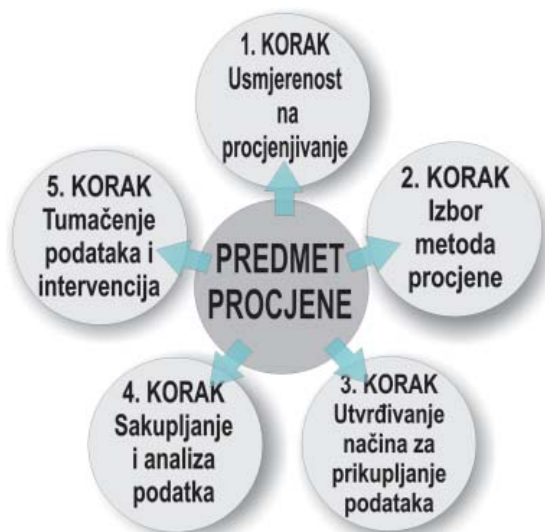 1. KORAK
Usmjerenost
na
procjenjivanje
2. KORAK
Izbor
metoda
procjene
3. KORAK
Utvrđivanje
načina za
prikupljanje
podataka
4. KORAK
Sakupljanje
i analiza
podatka
5. KORAK
Tumačenje
podataka i
intervencija
PREDMET
PROCJENE